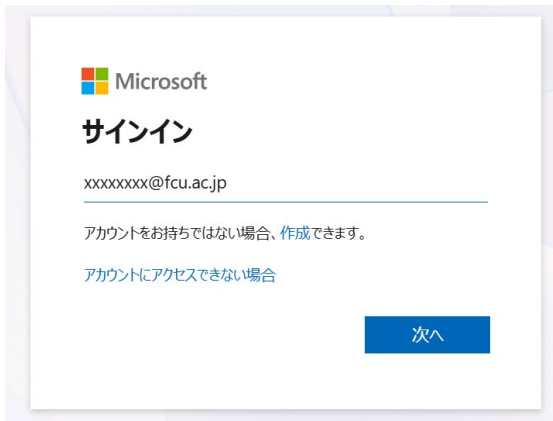 Microsoft
サインイン
xxxxxxxx@fcu.ac.jp
アカウントをお持ちではない場合、作成できます。
アカウントにアクセスできない場合
次へ